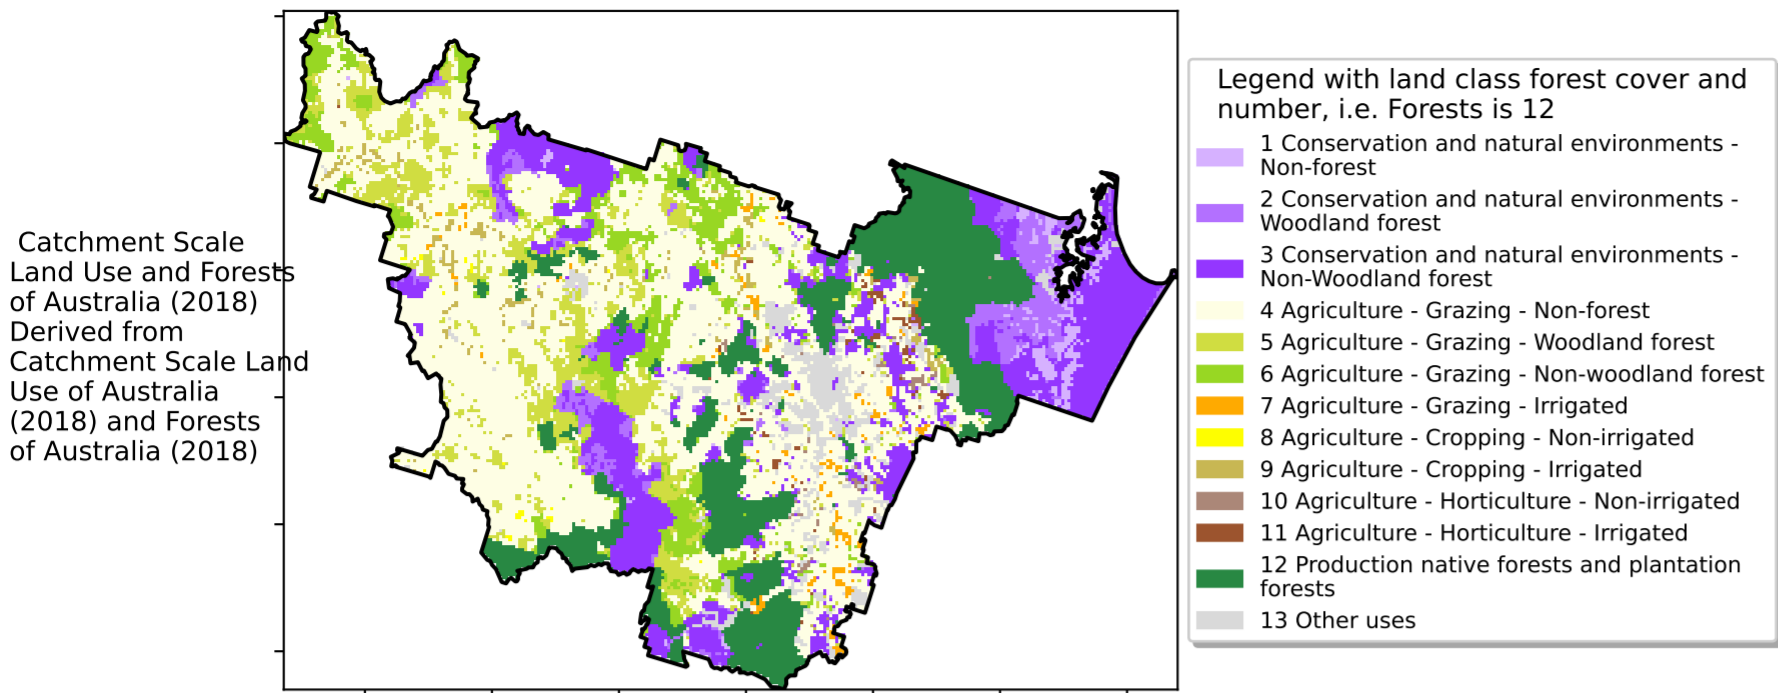 Catchment Scale
Land Use and Forests
of Australia (2018)
Derived from
Catchment Scale Land
Use of Australia
(2018) and Forests
of Australia (2018)
Legend with land class forest cover and
number, i.e. Forests is 12
1 Conservation and natural environments -
Non-forest
2 Conservation and natural environments -
Woodland forest
3 Conservation and natural environments -
Non-Woodland forest
4 Agriculture - Grazing - Non-forest
5 Agriculture - Grazing - Woodland forest
6 Agriculture - Grazing - Non-woodland forest
7 Agriculture - Grazing - Irrigated
8 Agriculture - Cropping - Non-irrigated
9 Agriculture - Cropping - Irrigated
10 Agriculture - Horticulture - Non-irrigated
11 Agriculture - Horticulture - Irrigated
12 Production native forests and plantation
forests
13 Other uses